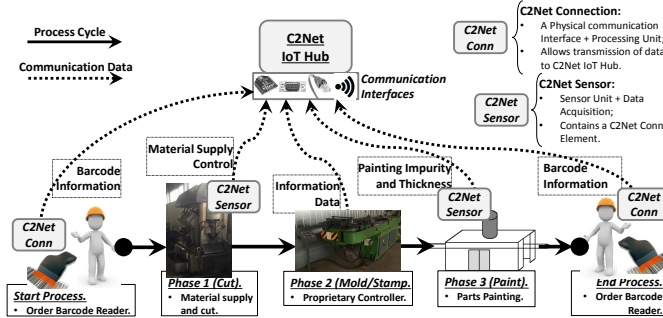 Process Cycle
Communication Data
C2Net
IoT Hub
Communication
Interfaces
C2Net
Conn
C2Net Connection:
• A Physical communication
Interface + Processing Unit;
• Allows transmission of data
to C2Net IoT Hub.
C2Net
Sensor
C2Net Sensor:
• Sensor Unit + Data
Acquisition;
• Contains a C2Net Conn
Element.
Barcode
Information
Material Supply
Control
C2Net
Sensor
Information
Data
Painting Impurity
and Thickness
C2Net
Sensor
Barcode
Information
C2Net
Conn
C2Net
Conn
Start Process.
• Order Barcode Reader.
Phase 1 (Cut).
• Material supply
and cut.
Phase 2 (Mold/Stamp.
• Proprietary Controller.
Phase 3 (Paint).
• Parts Painting.
End Process.
• Order Barcode
Reader.